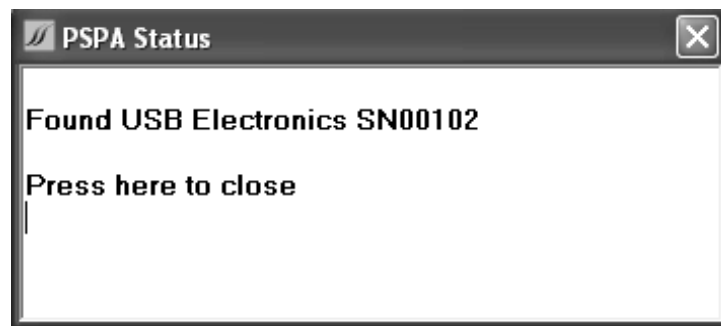 PSPA Status
Found USB Electronics SN00102
Press here to close